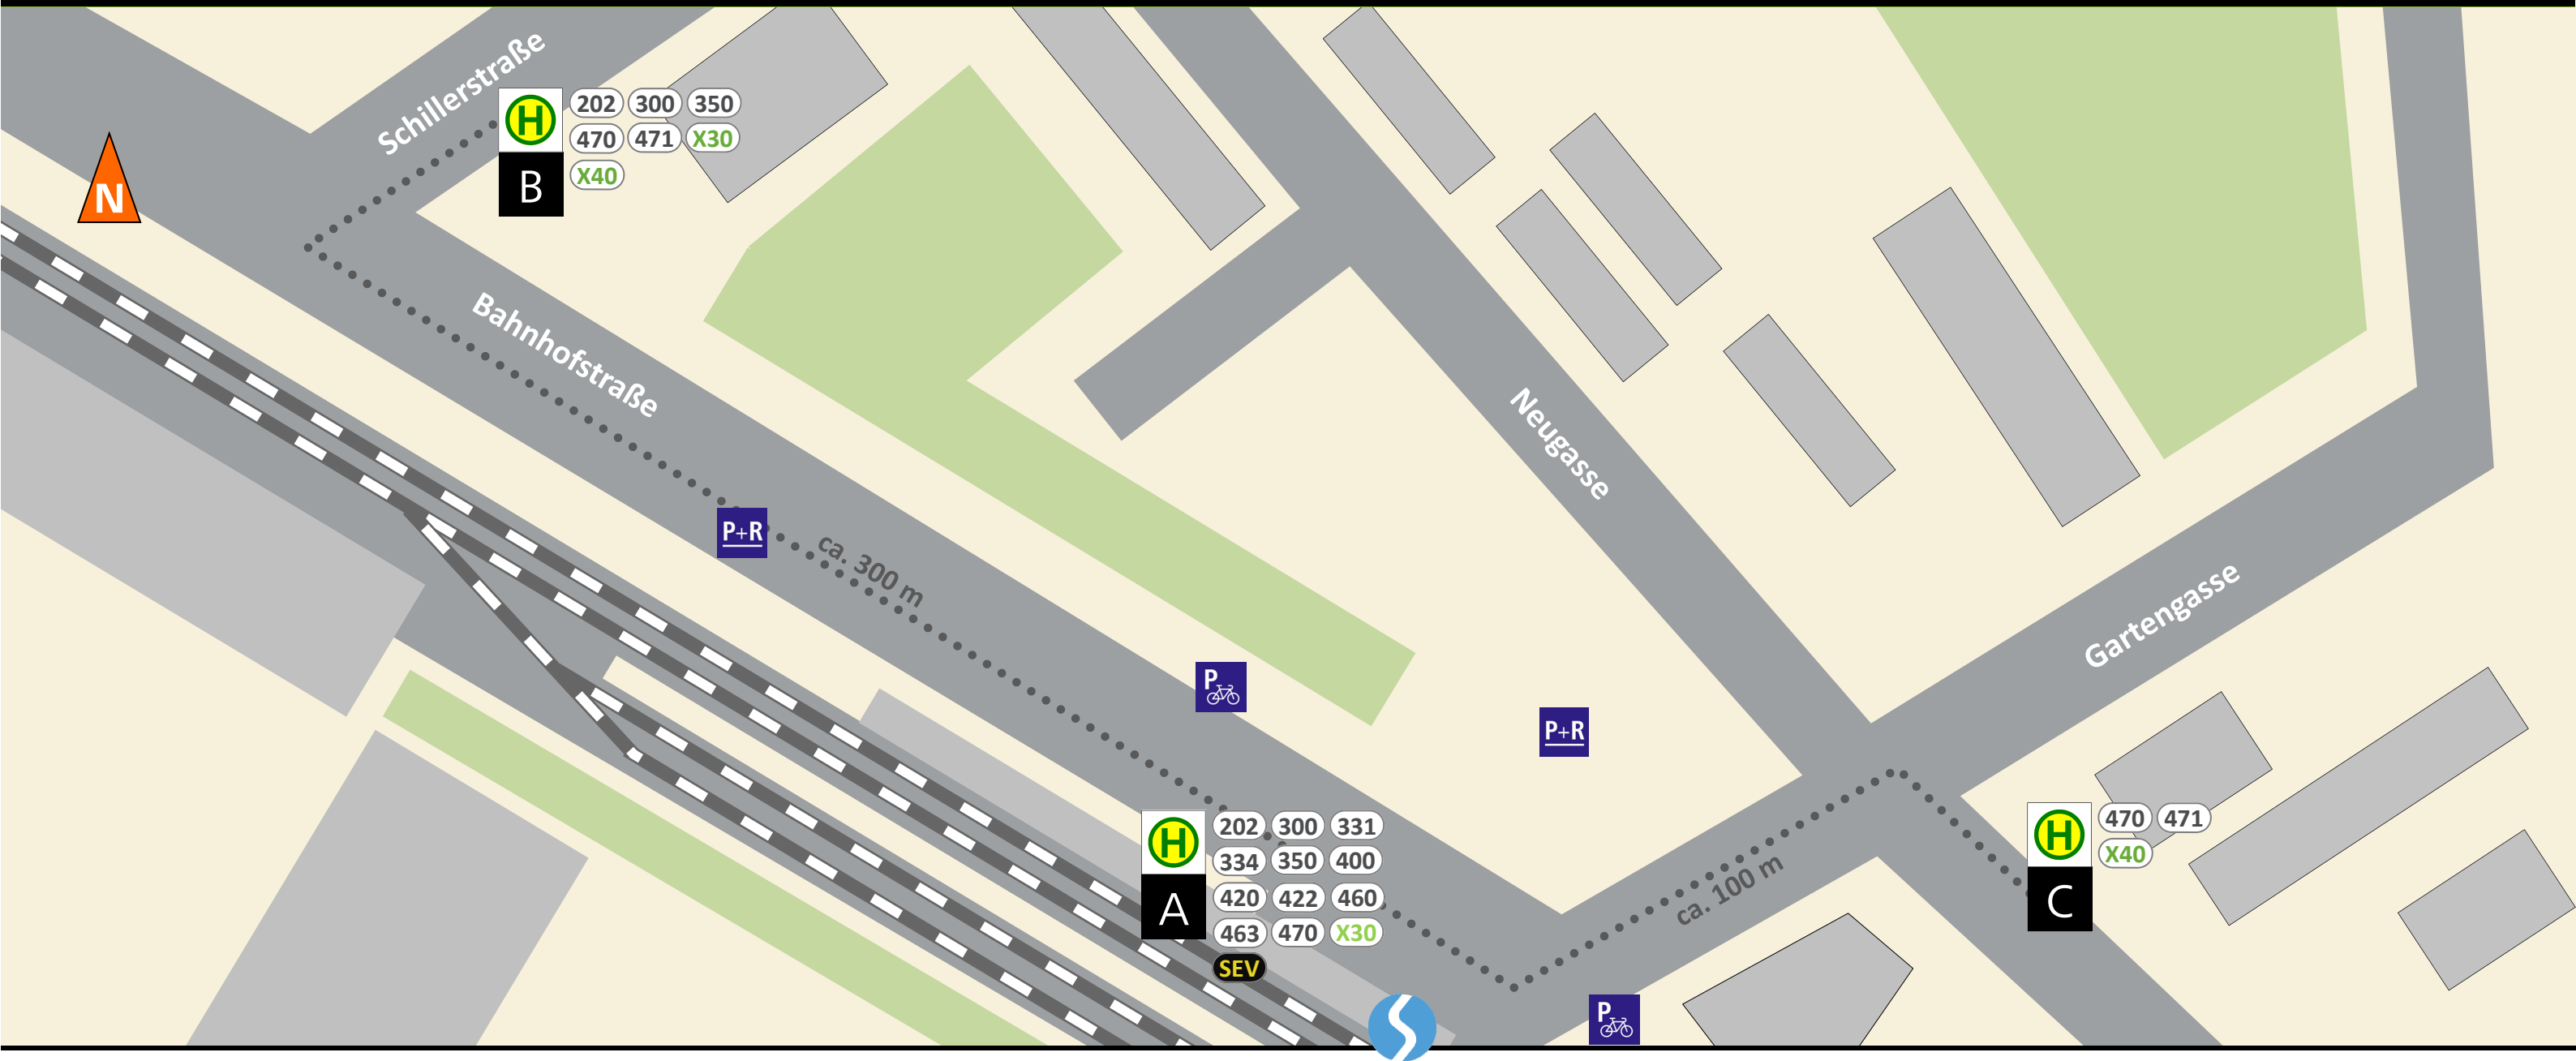 Schillerstraße
H
B
202 300 350
470 471 X30
X40
N
Bahnhofstraße
Neugasse
P+R
ca. 300 m
Gartengasse
P
P+R
H
A
202 300 331
334 350 400
420 422 460
463 470 X30
SEV
ca. 100 m
H
C
470 471
X40
P